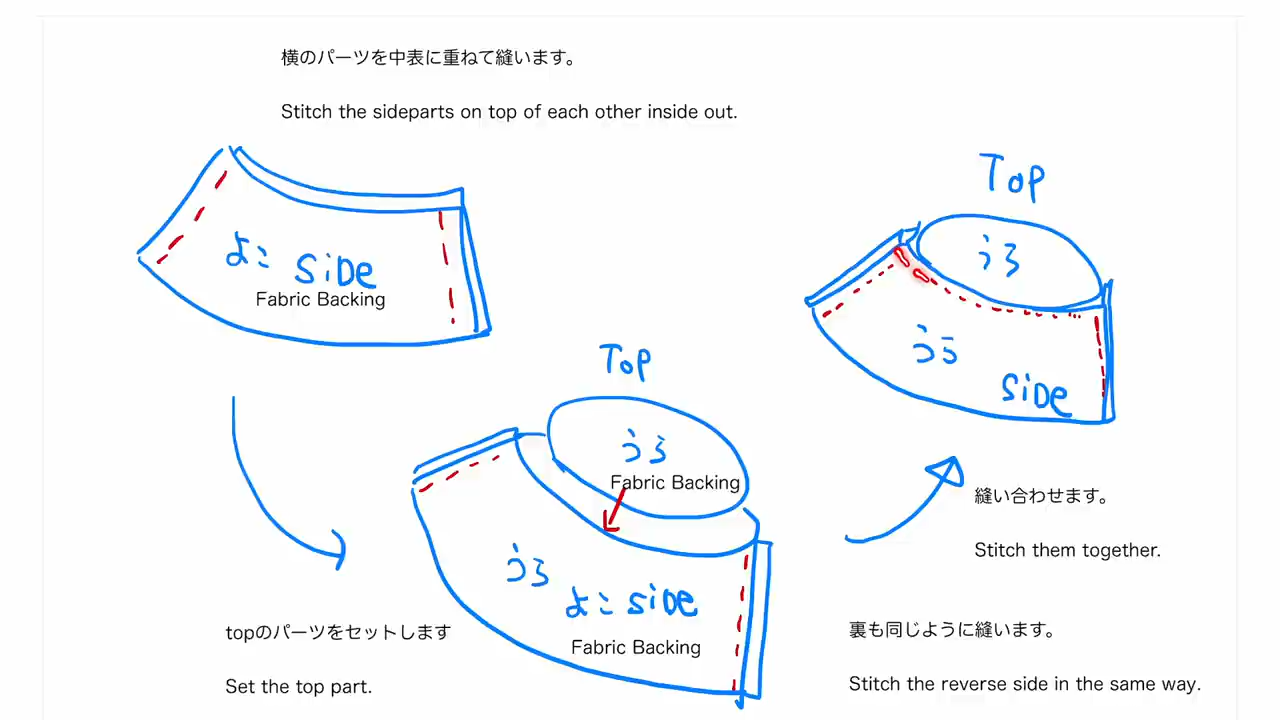 横のパーツを中表に重ねて縫います。
Stitch the sideparts on top of each other inside out.
よこ SiDe
Fabric Backing
Top
うら
Fabric Backing
うら
よこ SiDe
Fabric Backing
topのパーツをセットします
Set the top part.
Top
うら
うら
SiDe
縫い合わせます。
Stitch them together.
裏も同じように縫います。
Stitch the reverse side in the same way.